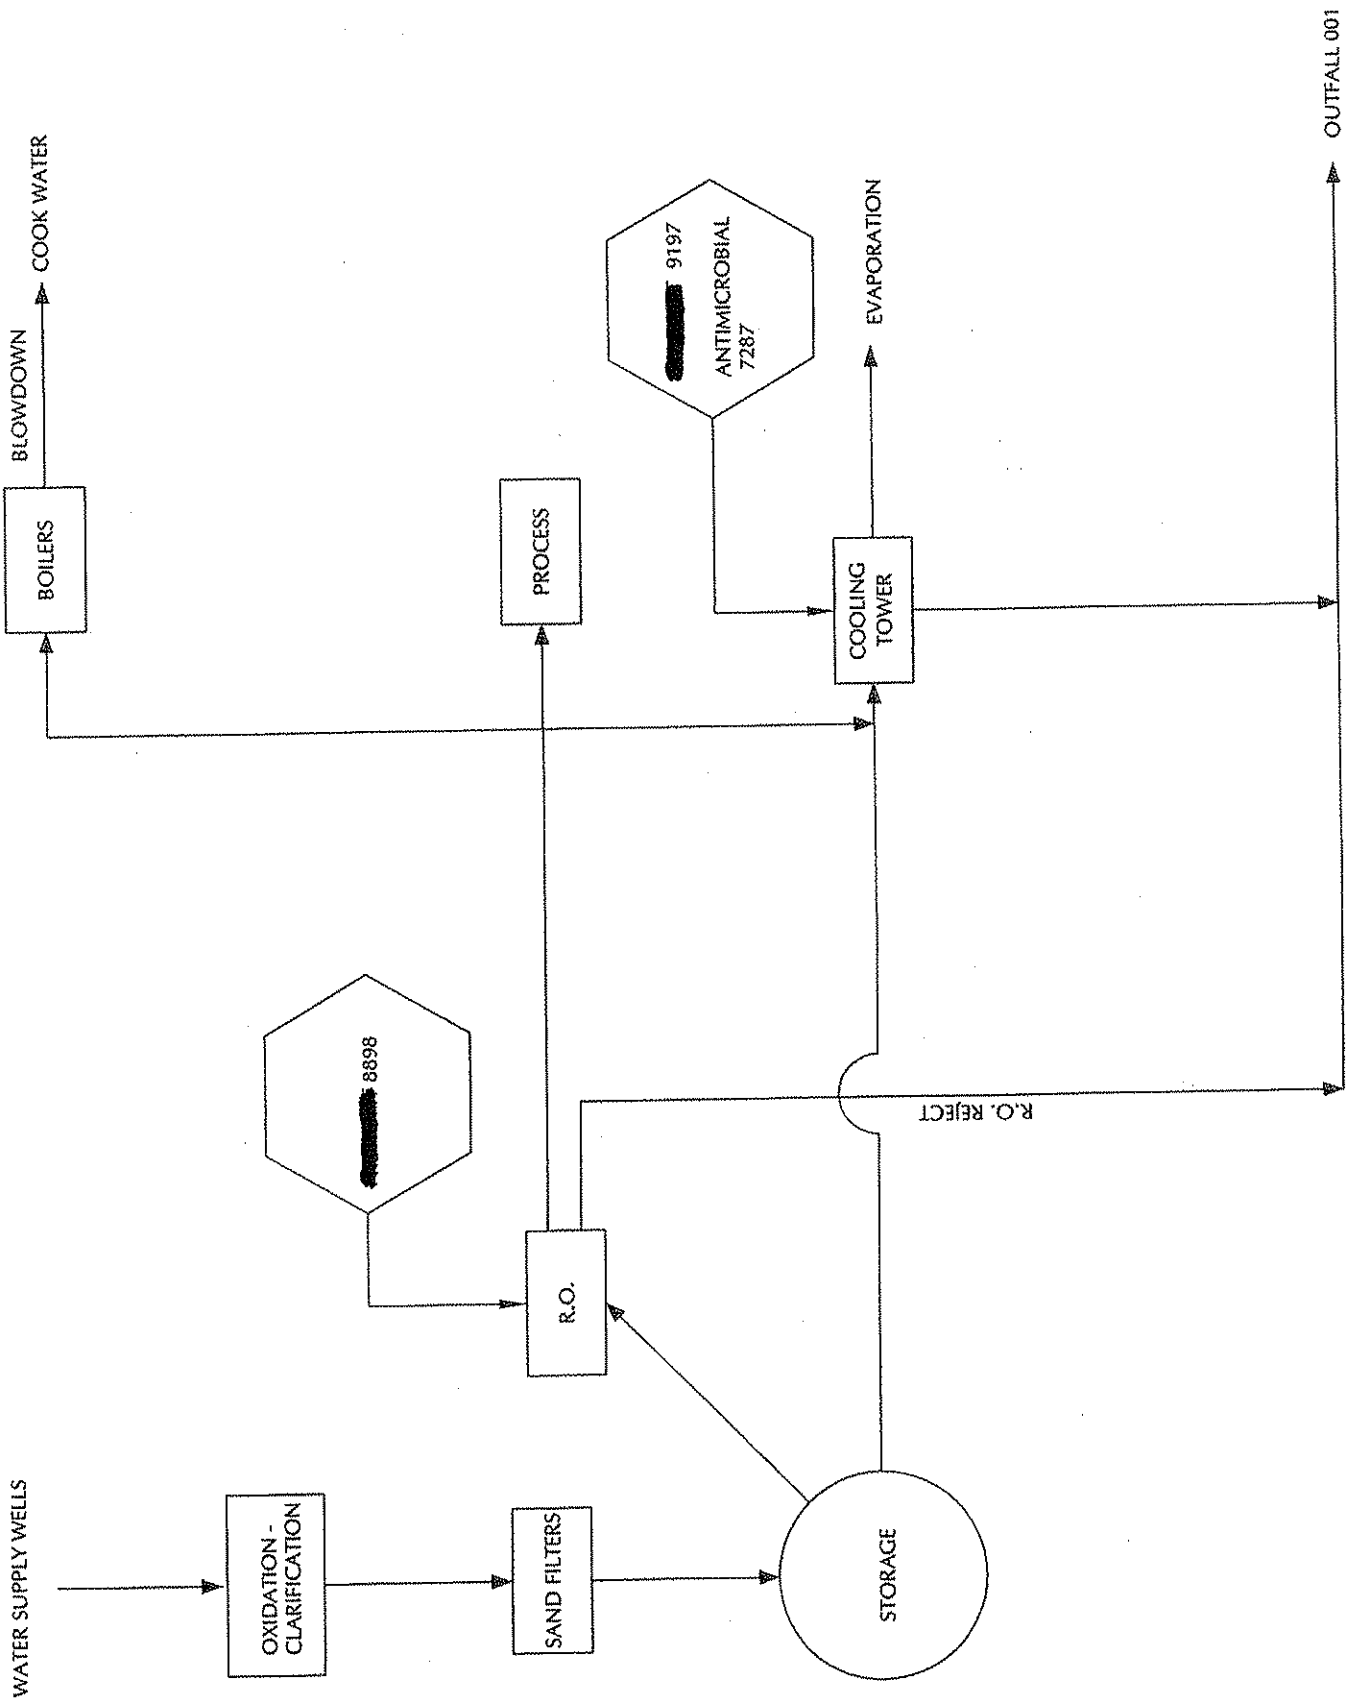 WATER SUPPLY WELLS
OXIDATION -
CLARIFICATION
SAND FILTERS
STORAGE
R.O.
8898
R.O. REJECT
PROCESS
BOILERS
BLOWDOWN
COOK WATER
9197
ANTIMICROBIAL
7287
COOLING
TOWER
EVAPORATION
OUTFALL 001